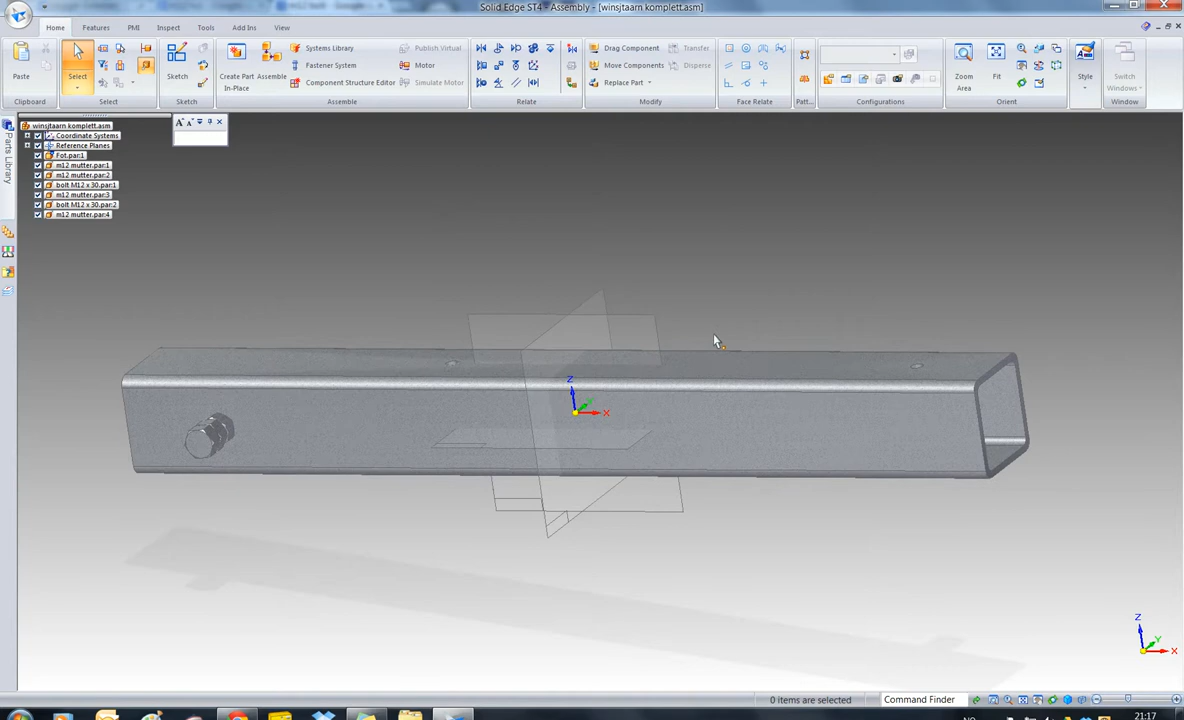 Solid Edge ST4 - Assembly - [winsjtaarn komplett.asm]
Home Features PMI Inspect Tools Add Ins View
Paste
Clipboard
Select
Select
Sketch
Sketch
Create Part In-Place
Assemble
Systems Library
Fastener System
Component Structure Editor
Publish Virtual
Motor
Simulate Motor
Assemble
Relate
Drag Component
Move Components
Replace Part
Transfer
Disperse
Modify
Face Relate
Patt...
Configurations
Zoom Area
Fit
Orient
Style
Switch Windows
Window
Parts Library
winsjtaarn komplett.asm
Coordinate Systems
Reference Planes
Fot.par:1
m12 mutter.par:1
m12 mutter.par:2
bolt M12 x 30.par:1
m12 mutter.par:3
bolt M12 x 30.par:2
m12 mutter.par:4
Z
X
Z
Y
X
0 items are selected
Command Finder
NO
21:17